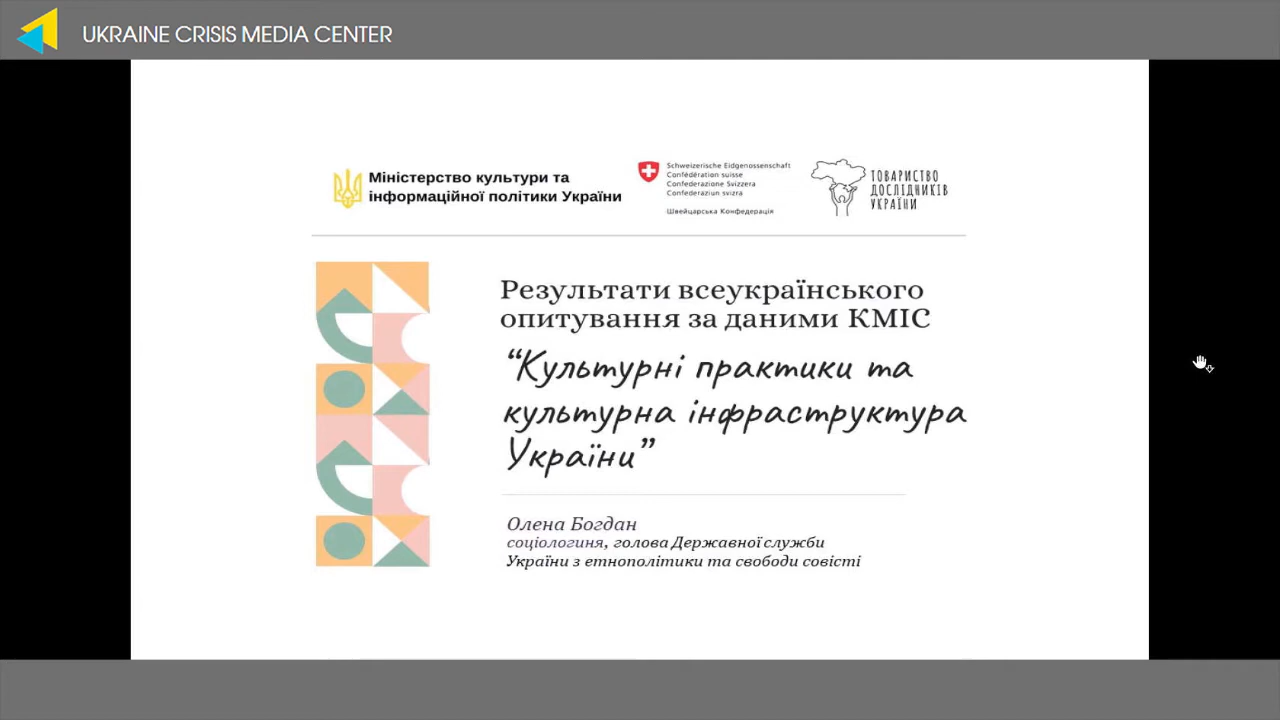 UKRAINE CRISIS MEDIA CENTER
Міністерство культури та
інформаційної політики України
Schweizerische Eidgenossenschaft
Confédération suisse
Confederazione Svizzera
Confederaziun svizra
Швейцарська Конфедерація
ТОВАРИСТВО
ДОСЛІДНИКІВ
УКРАЇНИ
Результати всеукраїнського
опитування за даними КМІС
“Культурні практики та
культурна інфраструктура
України”
Олена Богдан
соціологиня, голова Державної служби
України з етнополітики та свободи совісті